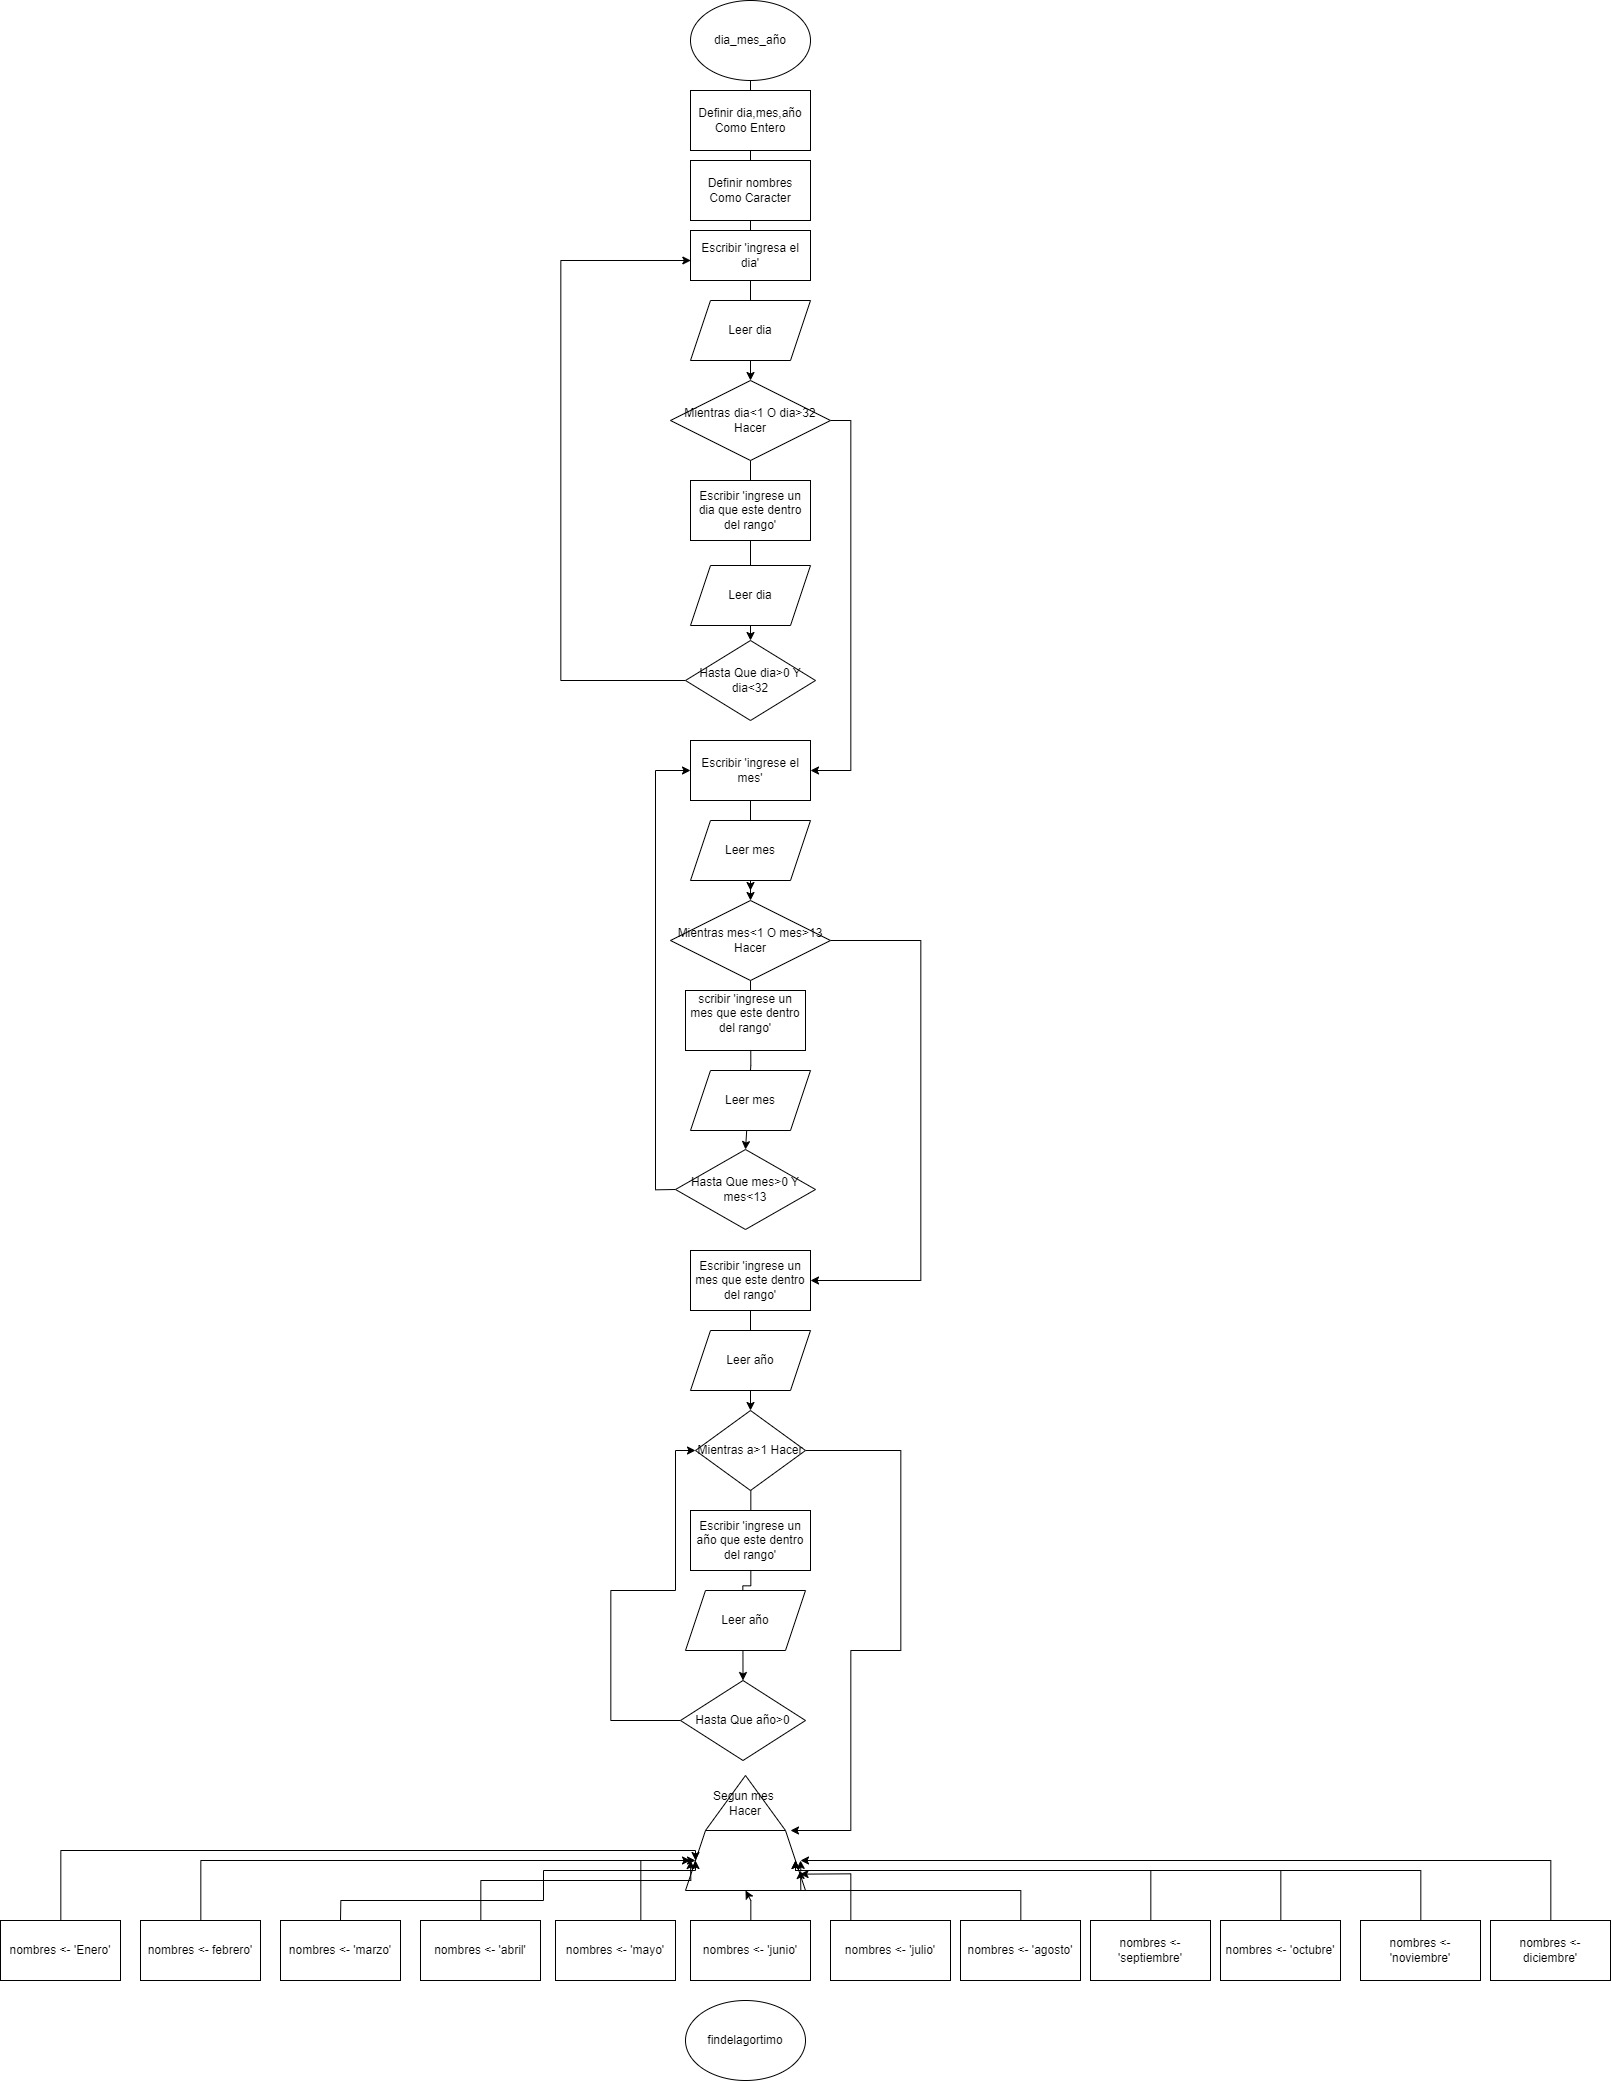 dia_mes_año
Definir dia,mes,año
Como Entero
Definir nombres
Como Caracter
Escribir 'ingresa el
dia'
Leer dia
Mientras dia<1 O dia>32
Hacer
Escribir 'ingrese un
dia que este dentro
del rango'
Leer dia
Hasta Que dia>0 Y
dia<32
Escribir 'ingrese el
mes'
Leer mes
Mientras mes<1 O mes>13
Hacer
scribir 'ingrese un
mes que este dentro
del rango'
Leer mes
Hasta Que mes>0 Y
mes<13
Escribir 'ingrese un
mes que este dentro
del rango'
Leer año
Mientras a>1 Hacer
Escribir 'ingrese un
año que este dentro
del rango'
Leer año
Hasta Que año>0
Segun mes
Hacer
nombres <- 'Enero'
nombres <- febrero'
nombres <- 'marzo'
nombres <- 'abril'
nombres <- 'mayo'
nombres <- 'junio'
nombres <- 'julio'
nombres <- 'agosto'
nombres <-
'septiembre'
nombres <- 'octubre'
nombres <-
'noviembre'
nombres <-
diciembre'
findelagortimo